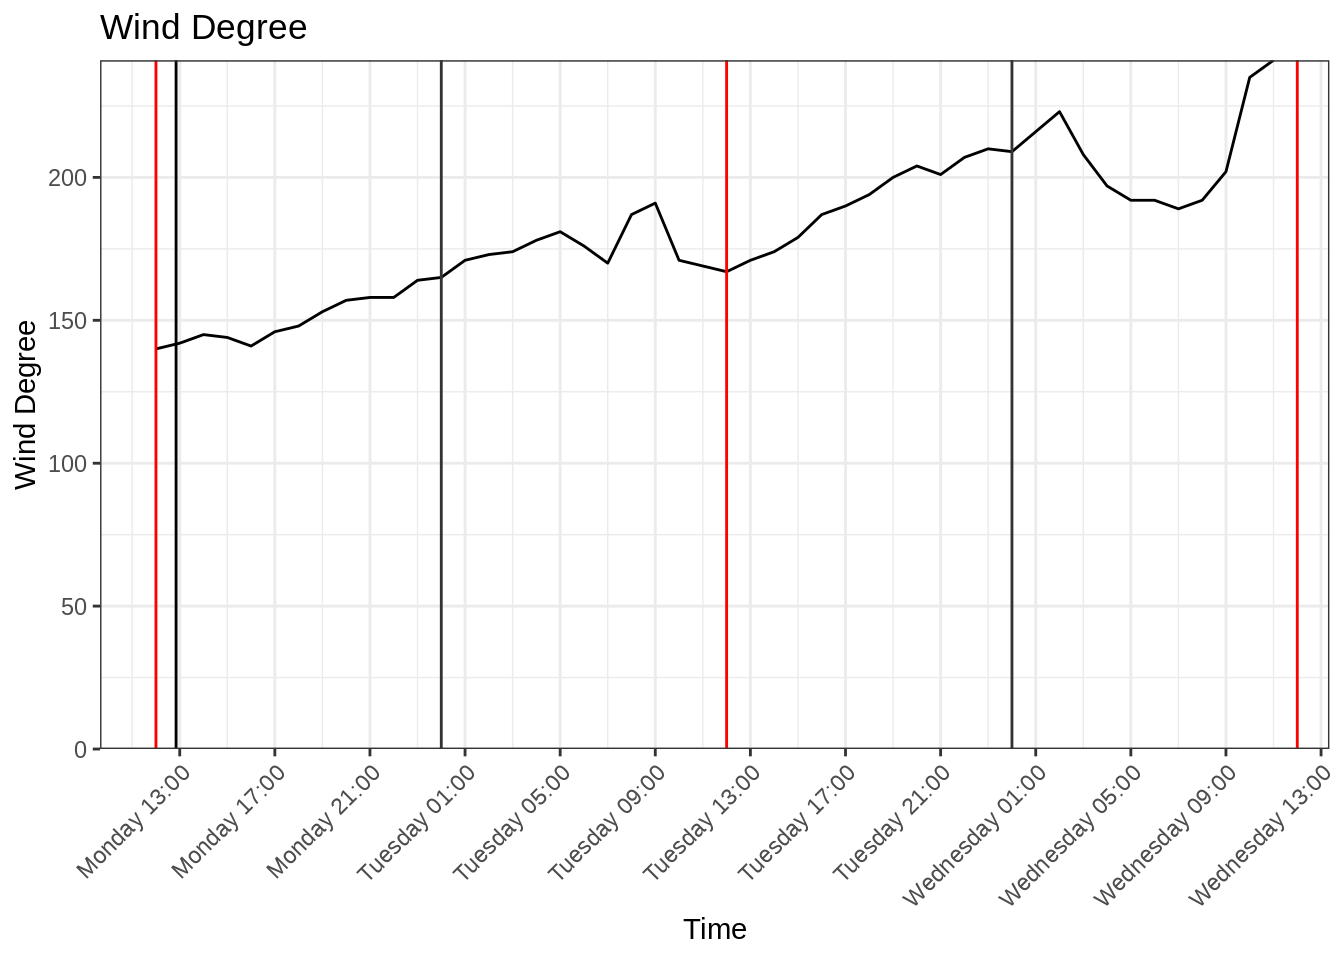 Wind Degree
Wind Degree
200
150
100
50
0
Monday 13:00
Monday 17:00
Monday 21:00
Tuesday 01:00
Tuesday 05:00
Tuesday 09:00
Tuesday 13:00
Tuesday 17:00
Tuesday 21:00
Wednesday 01:00
Wednesday 05:00
Wednesday 09:00
Wednesday 13:00
Time